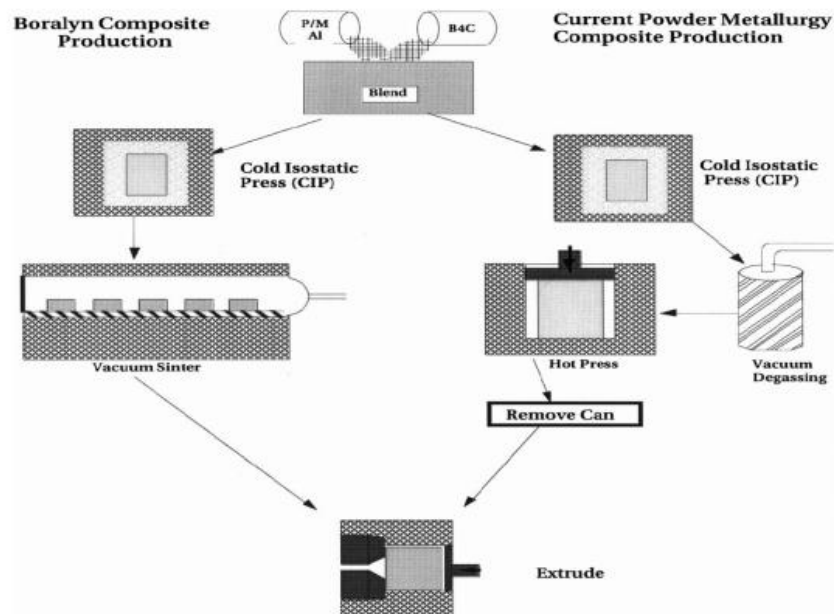 Boralyn Composite
Production
P/M
Al
B4C
Current Powder Metallurgy
Composite Production
Blend
Cold Isostatic
Press (CIP)
Cold Isostatic
Press (CIP)
Vacuum Sinter
Hot Press
Vacuum
Degassing
Remove Can
Extrude